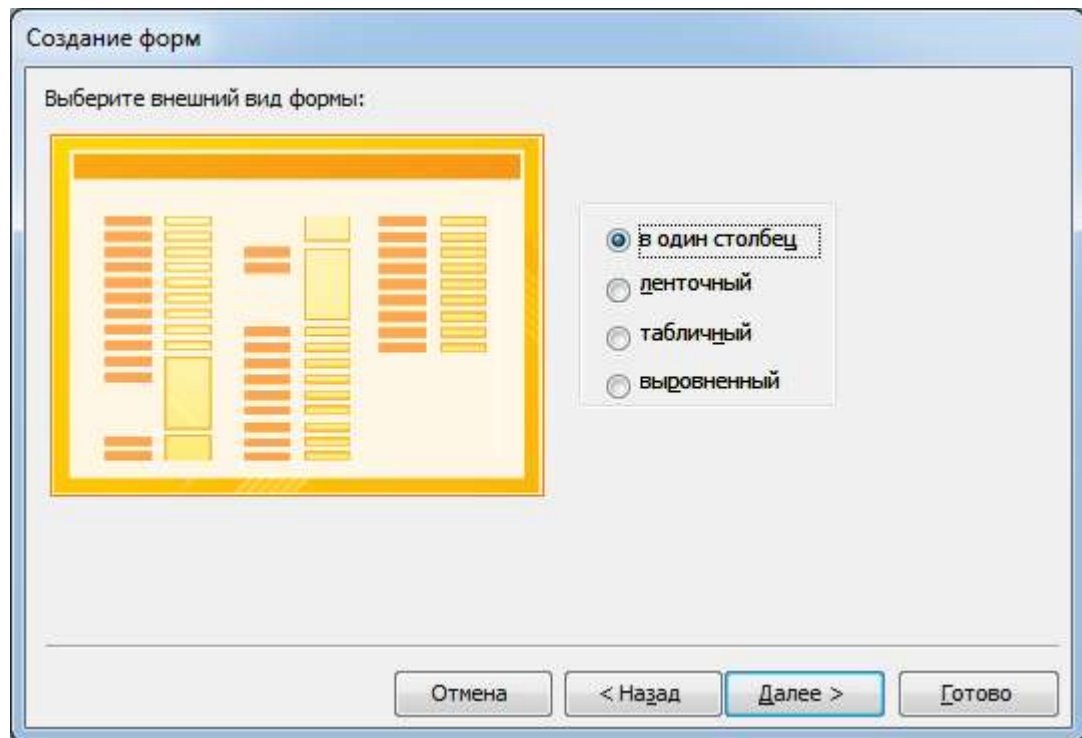 Создание форм
Выберите внешний вид формы:
в один столбец
ленточный
табличный
выровненный
Отмена
< Назад
Далее >
Готово